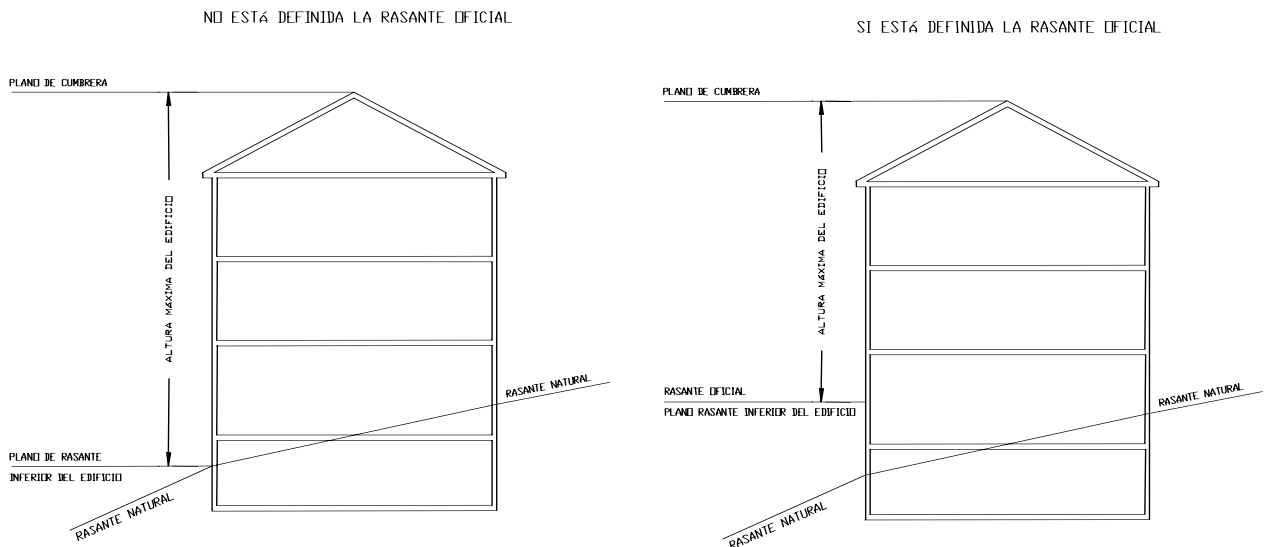 NO ESTá DEFINIDA LA RASANTE OFICIAL
PLANO DE CUMBRERA
ALTURA MáXIMA DEL EDIFICIO
RASANTE NATURAL
PLANO DE RASANTE
INFERIOR DEL EDIFICIO
RASANTE NATURAL
SI ESTá DEFINIDA LA RASANTE OFICIAL
PLANO DE CUMBRERA
ALTURA MáXIMA DEL EDIFICIO
RASANTE OFICIAL
PLANO RASANTE INFERIOR DEL EDIFICIO
RASANTE NATURAL
RASANTE NATURAL